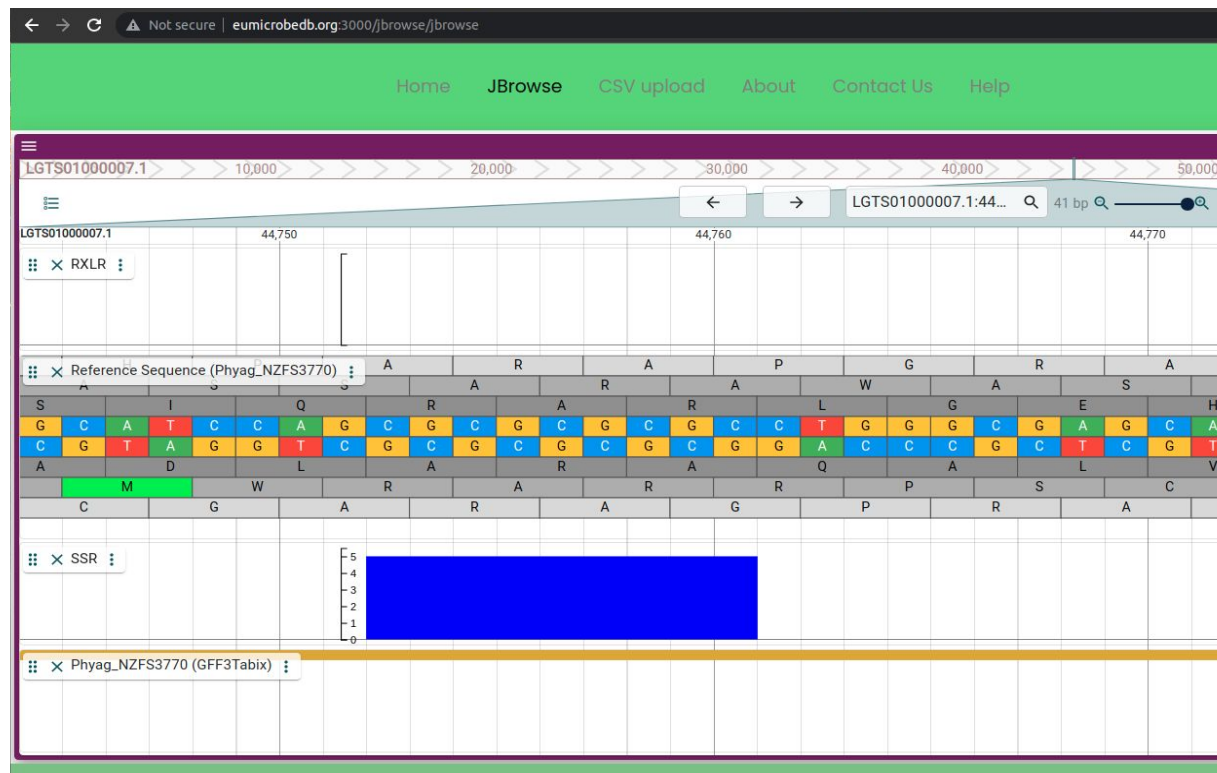 Not secure | eumicrobedb.org:3000/jbrowse/jbrowse
Home JBrowse CSV upload About Contact Us Help
LGTS01000007.1 10,000 20,000 30,000 40,000 50,000
LGTS01000007.1:44... 41 bp
LGTS01000007.1 44,750 44,760 44,770
RXLR
Reference Sequence (Phyag_NZFS3770) A R A P G R A
A S S A R A W A S
S I Q R A R L G E H
G C A T C C A G C G C G C G C G C C T G G G C G A G C A
C G T A G G T C G C G C G C G C G G A C C C G C T C G T
A D L A R A Q A L V
M W R A R R P S C
C G A R A G P R A
SSR
5
4
3
2
1
0
Phyag_NZFS3770 (GFF3Tabix)